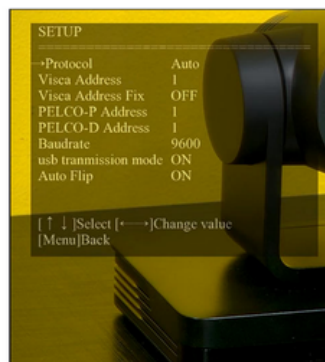 SETUP
================================
→Protocol Auto
Visca Address 1
Visca Address Fix OFF
PELCO-P Address 1
PELCO-D Address 1
Baudrate 9600
usb tranmission mode ON
Auto Flip ON
[↑ ↓]Select [←→]Change value
[Menu]Back